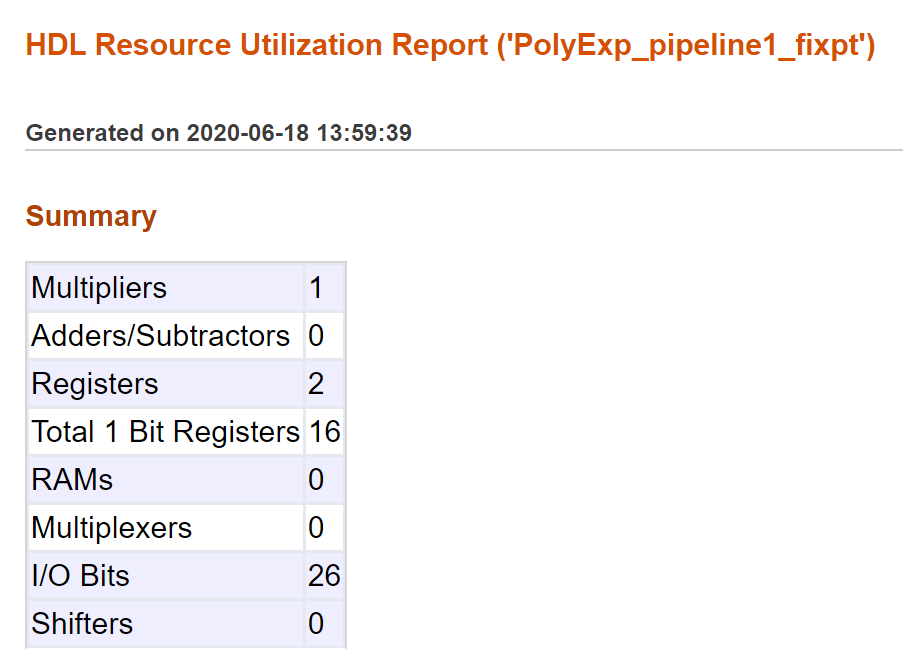 HDL Resource Utilization Report ('PolyExp_pipeline1_fixpt')
Generated on 2020-06-18 13:59:39
Summary
Multipliers 1
Adders/Subtractors 0
Registers 2
Total 1 Bit Registers 16
RAMs 0
Multiplexers 0
I/O Bits 26
Shifters 0